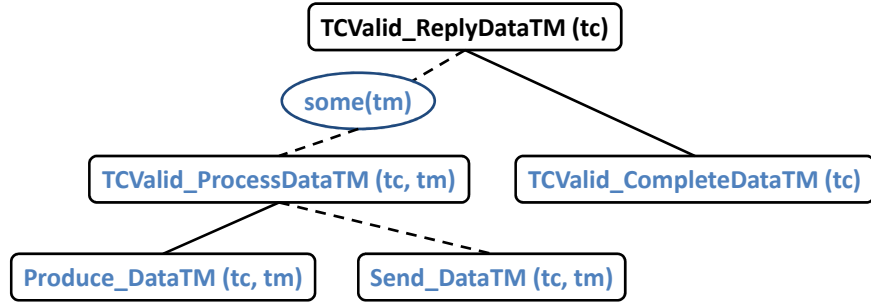 TCValid_ReplyDataTM (tc)
some(tm)
TCValid_ProcessDataTM (tc, tm)
TCValid_CompleteDataTM (tc)
Produce_DataTM (tc, tm)
Send_DataTM (tc, tm)